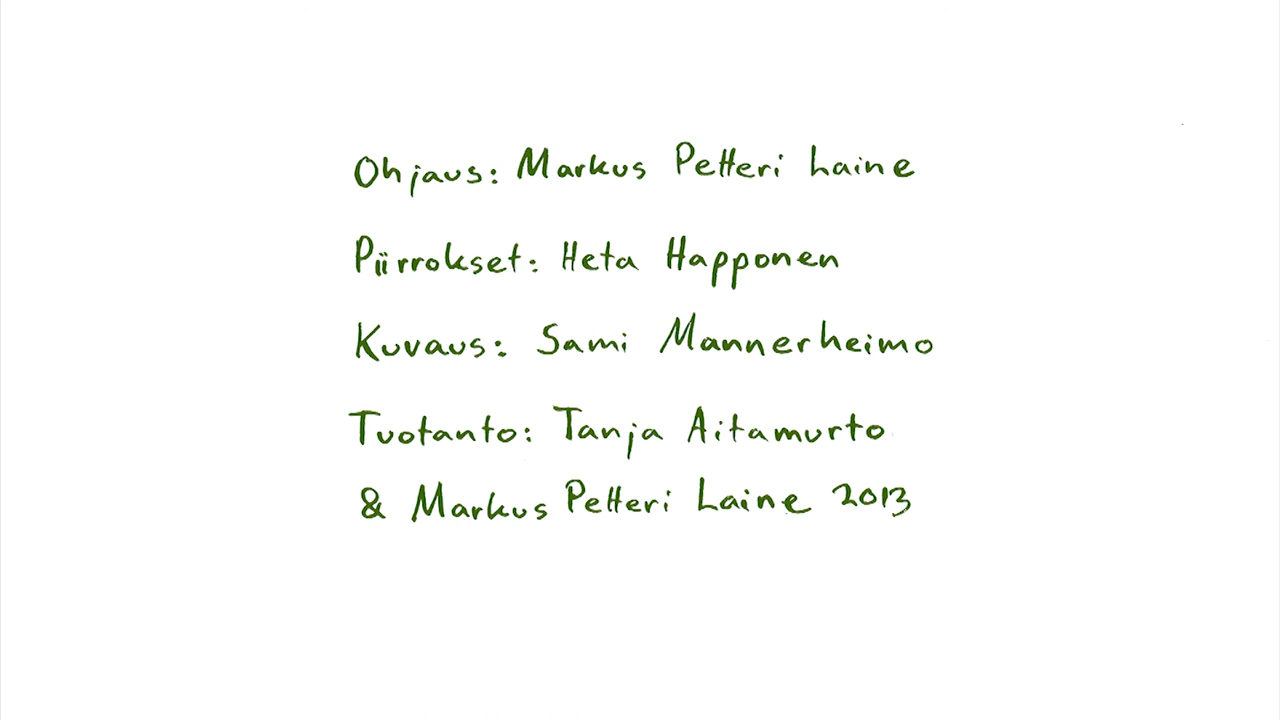 Ohjaus: Markus Petteri Laine
Piirrokset: Heta Happonen
Kuvaus: Sami Mannerheimo
Tuotanto: Tanja Aitamurto
& Markus Petteri Laine 2013